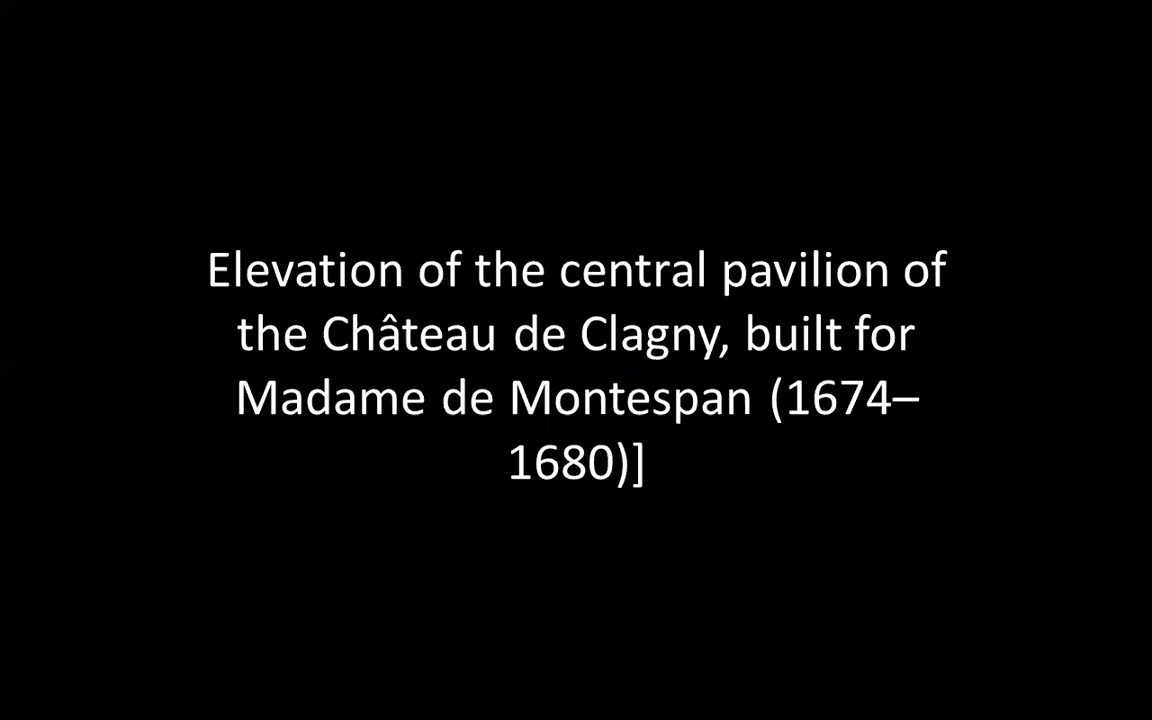 Elevation of the central pavilion of
the Château de Clagny, built for
Madame de Montespan (1674–
1680)]